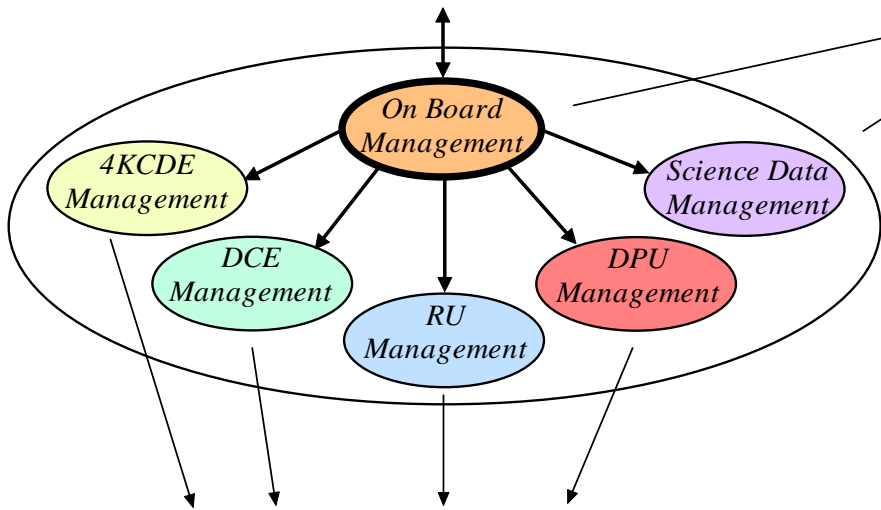 On Board
Management
4KCDE
Management
Science Data
Management
DCE
Management
DPU
Management
RU
Management